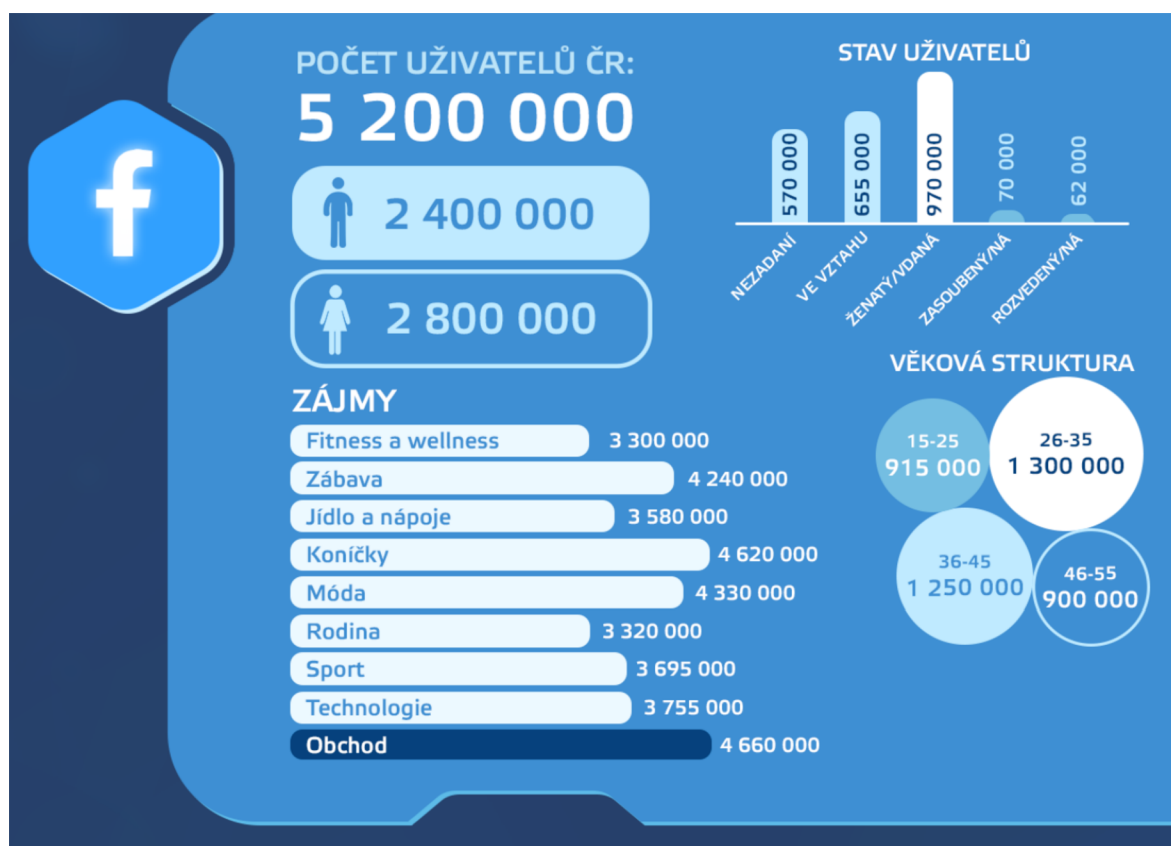 f
POČET UŽIVATELŮ ČR:
5 200 000
2 400 000
2 800 000
ZÁJMY
Fitness a wellness 3 300 000
Zábava 4 240 000
Jídlo a nápoje 3 580 000
Koníčky 4 620 000
Móda 4 330 000
Rodina 3 320 000
Sport 3 695 000
Technologie 3 755 000
Obchod 4 660 000
STAV UŽIVATELŮ
570 000
655 000
970 000
70 000
62 000
NEZADANÍ
VE VZTAHU
ŽENATÝ/VDANÁ
ZASOUBENÝ/NÁ
ROZVEDENÝ/NÁ
VĚKOVÁ STRUKTURA
15-25
915 000
26-35
1 300 000
36-45
1 250 000
46-55
900 000